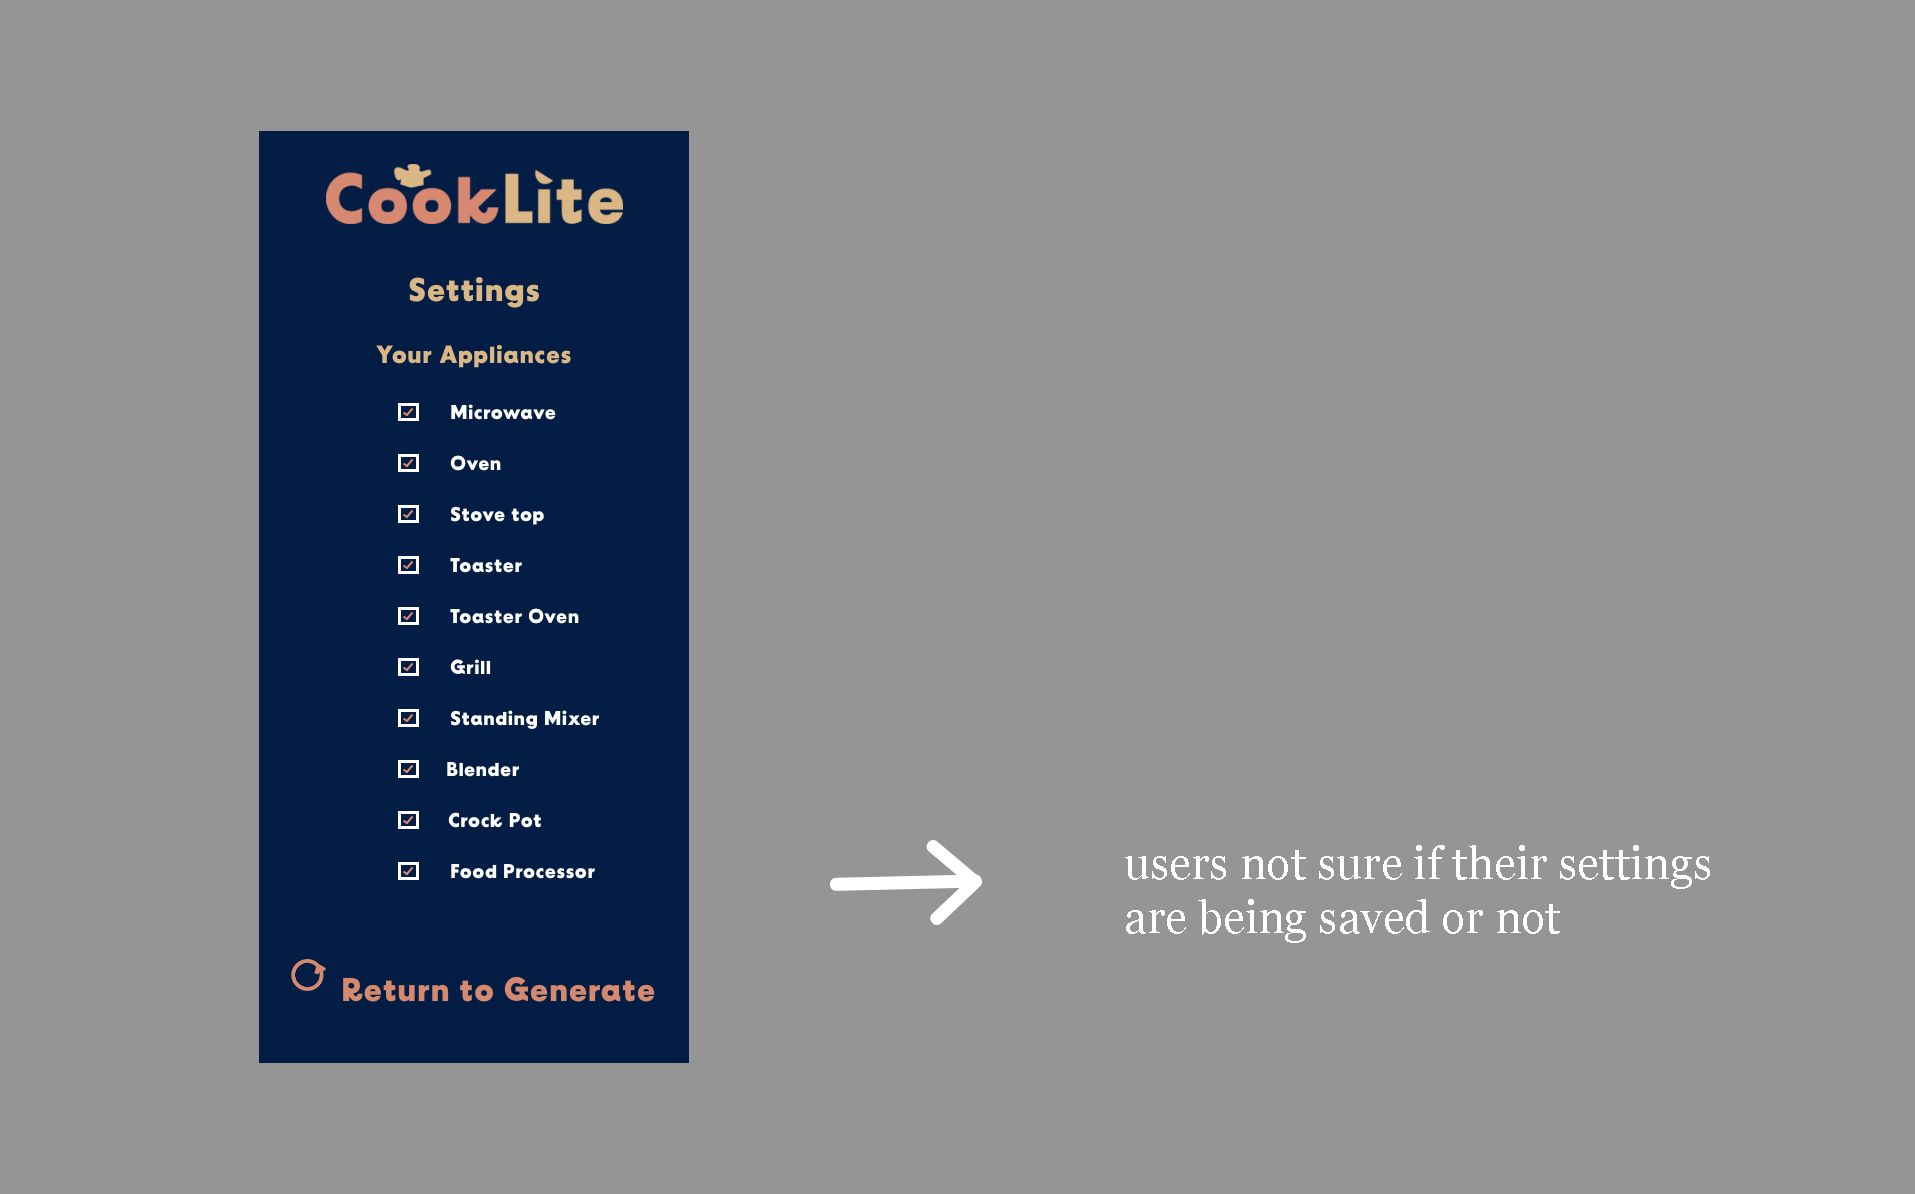 CookLite
Settings
Your Appliances
Microwave
Oven
Stove top
Toaster
Toaster Oven
Grill
Standing Mixer
Blender
Crock Pot
Food Processor
Return to Generate
users not sure if their settings
are being saved or not